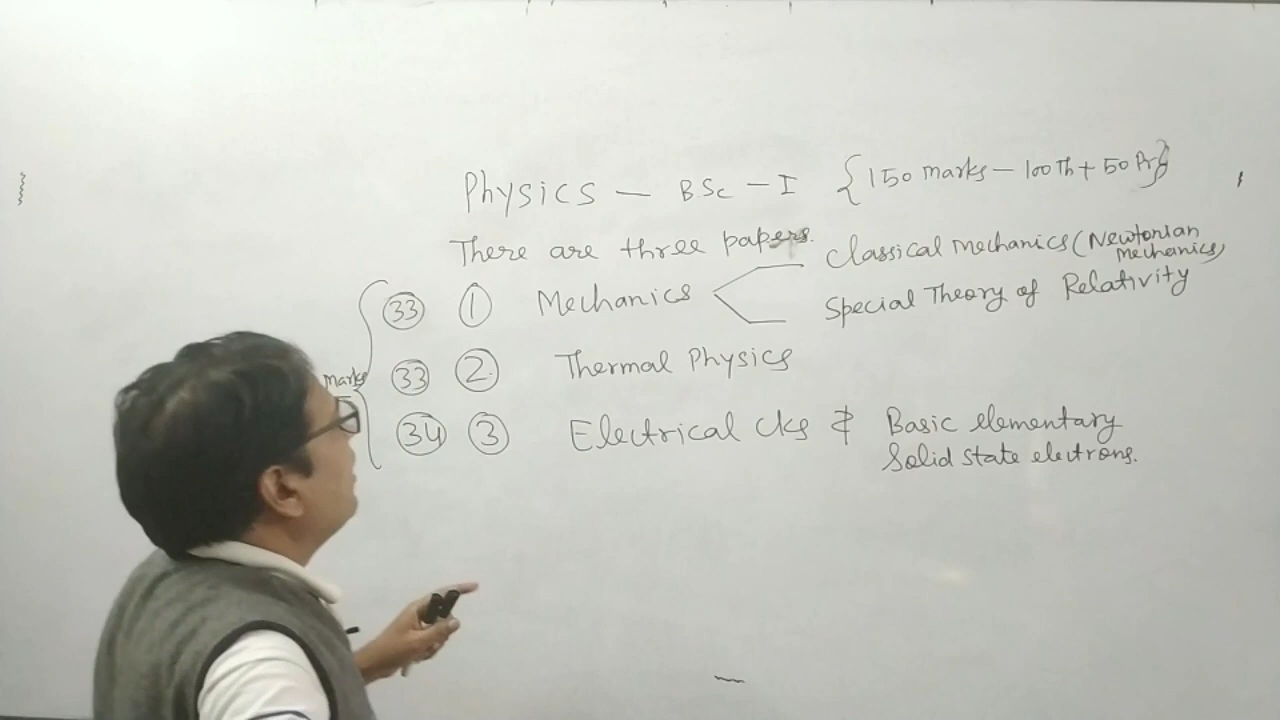 Physics — BSc – I {150 marks – 100 Th + 50 Pr}
There are three papers.
Classical mechanics (Newtonian mechanics)
33 1 Mechanics
Special Theory of Relativity
marks 33 2. Thermal Physics
34 3 Electrical cks & Basic elementary
Solid state electrons.